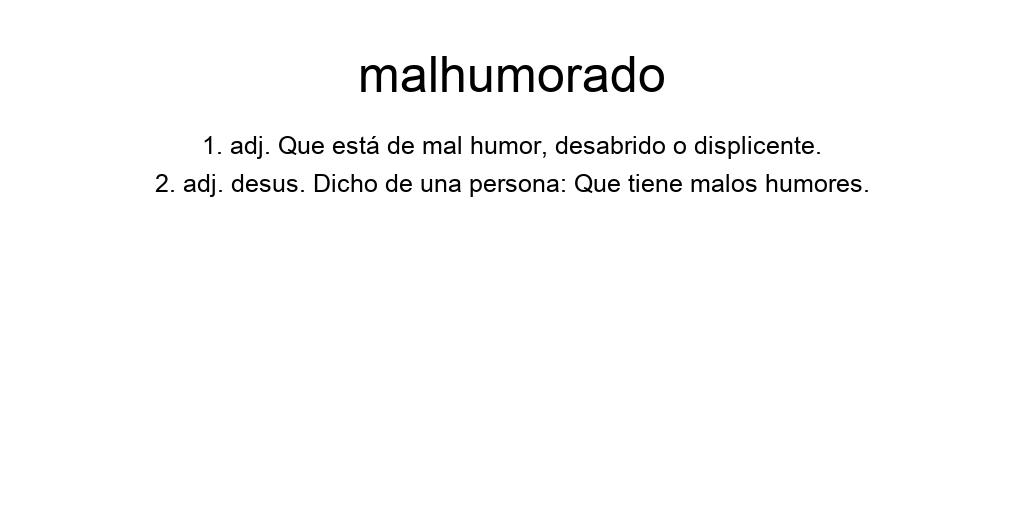 malhumorado
1. adj. Que está de mal humor, desabrido o displicente.
2. adj. desus. Dicho de una persona: Que tiene malos humores.